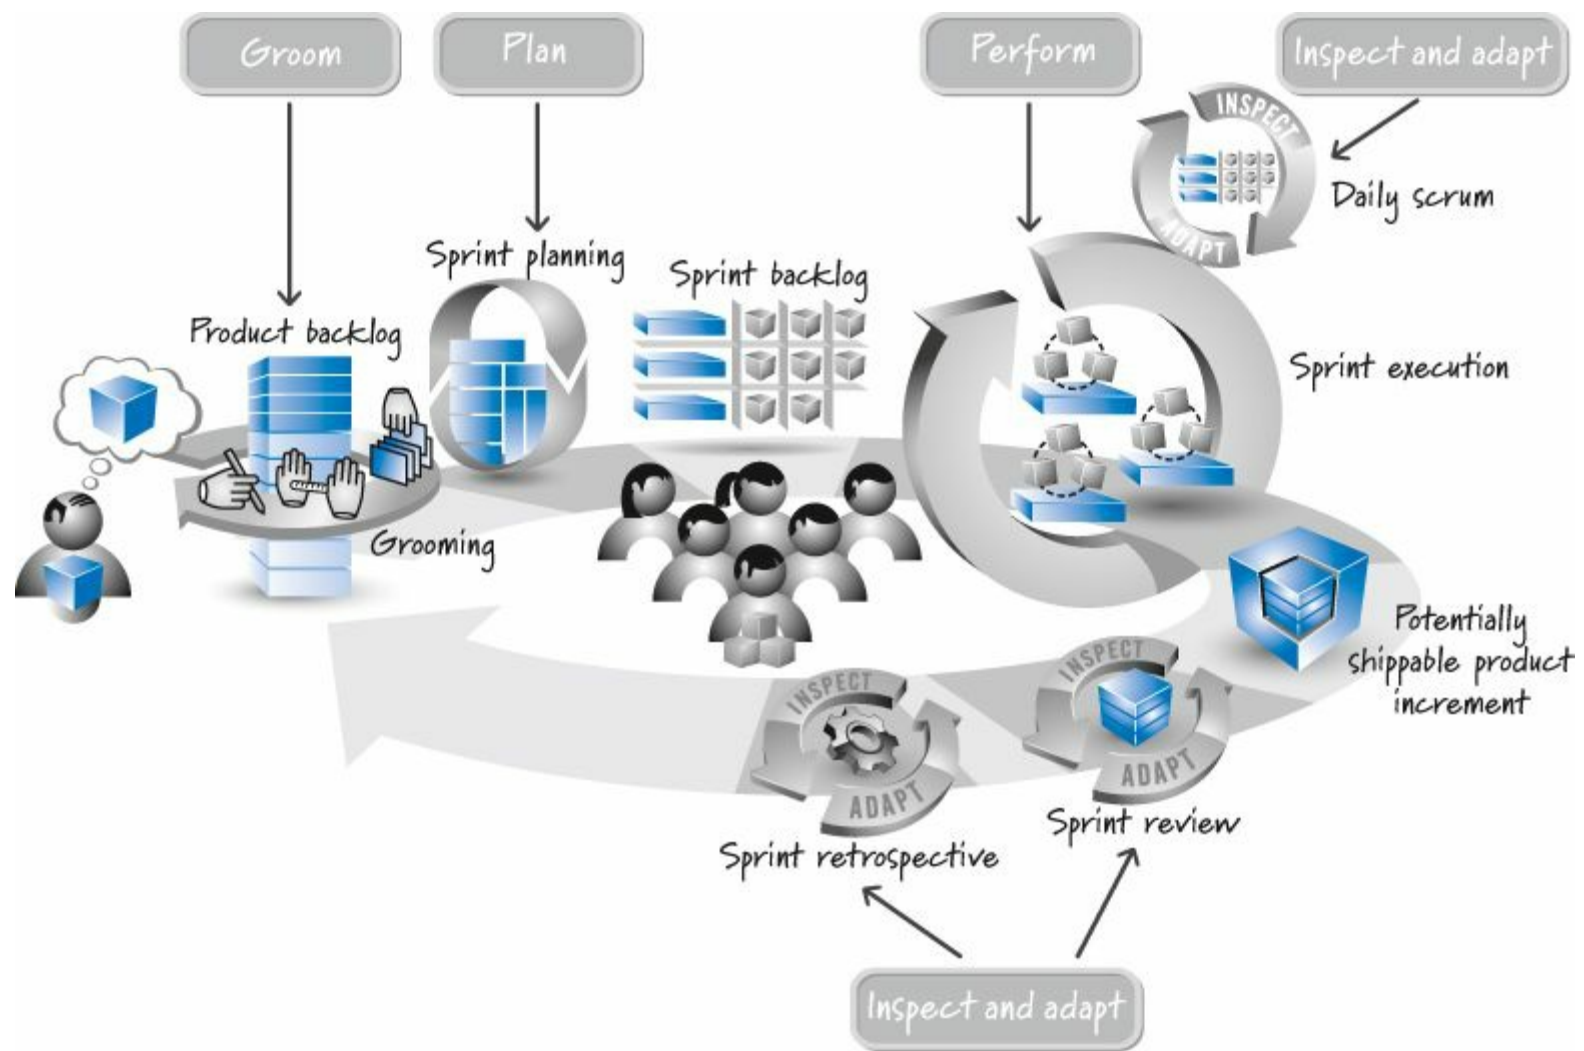 Groom
Plan
Perform
Inspect and adapt
INSPECT
ADAPT
Daily scrum
Sprint planning
Sprint backlog
Product backlog
Sprint execution
Grooming
Potentially
shippable product
increment
INSPECT
ADAPT
Sprint review
INSPECT
ADAPT
Sprint retrospective
Inspect and adapt